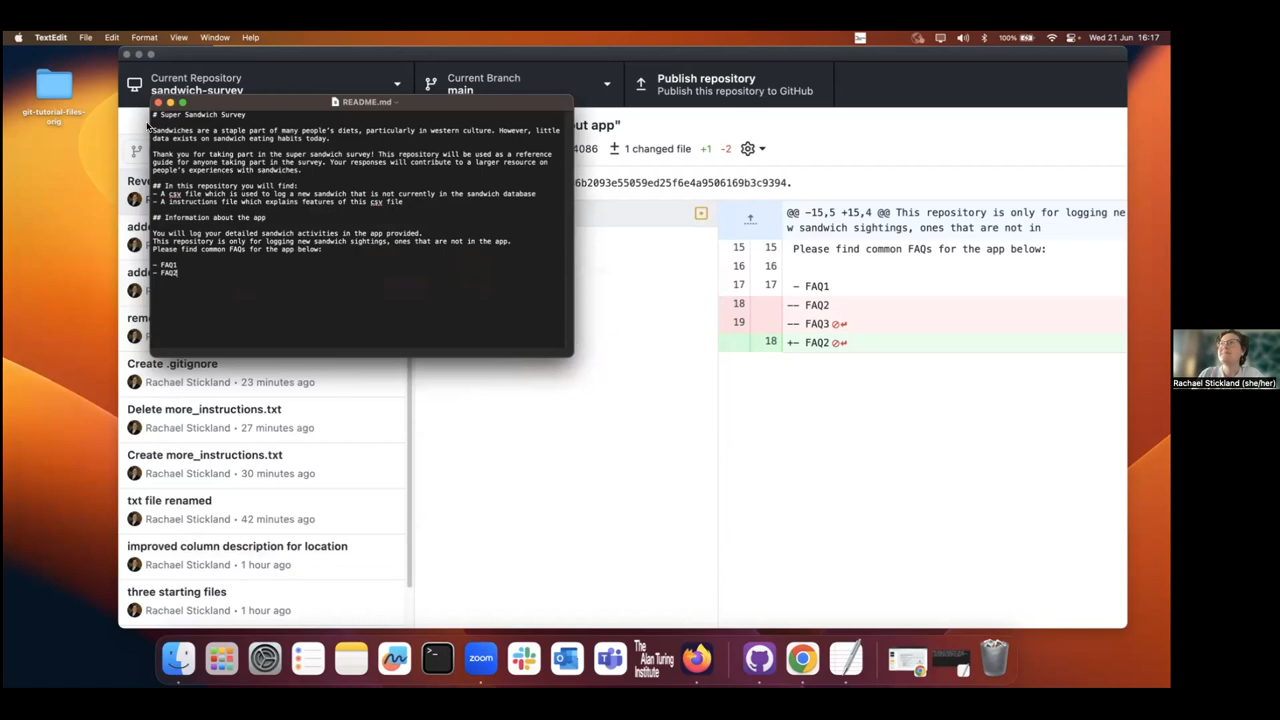 TextEdit File Edit Format View Window Help
100% Wed 21 Jun 16:17
git-tutorial-files-
orig
Current Repository
sandwich-survey
Current Branch
main
Publish repository
Publish this repository to GitHub
README.md
# Super Sandwich Survey
Sandwiches are a staple part of many people's diets, particularly in western culture. However, little
data exists on sandwich eating habits today.
Thank you for taking part in the super sandwich survey! This repository will be used as a reference
guide for anyone taking part in the survey. Your responses will contribute to a larger resource on
people's experiences with sandwiches.
## In this repository you will find:
- A csv file which is used to log a new sandwich that is not currently in the sandwich database
- A instructions file which explains features of this csv file
## Information about the app
You will log your detailed sandwich activities in the app provided.
This repository is only for logging new sandwich sightings, ones that are not in the app.
Please find common FAQs for the app below:
- FAQ1
- FAQ2
out app"
4086 1 changed file +1 -2
6b2093e55059ed25f6e4a9506169b3c9394.
@@ -15,5 +15,4 @@ This repository is only for logging ne
w sandwich sightings, ones that are not in
15 15 Please find common FAQs for the app below:
16 16
17 17 - FAQ1
18 -- FAQ2
19 -- FAQ3
18 +- FAQ2
Reve
adde
adde
rem
Create .gitignore
Rachael Stickland • 23 minutes ago
Delete more_instructions.txt
Rachael Stickland • 27 minutes ago
Create more_instructions.txt
Rachael Stickland • 30 minutes ago
txt file renamed
Rachael Stickland • 42 minutes ago
improved column description for location
Rachael Stickland • 1 hour ago
three starting files
Rachael Stickland • 1 hour ago
Rachael Stickland (she/her)
zoom
The
Alan Turing
Institute